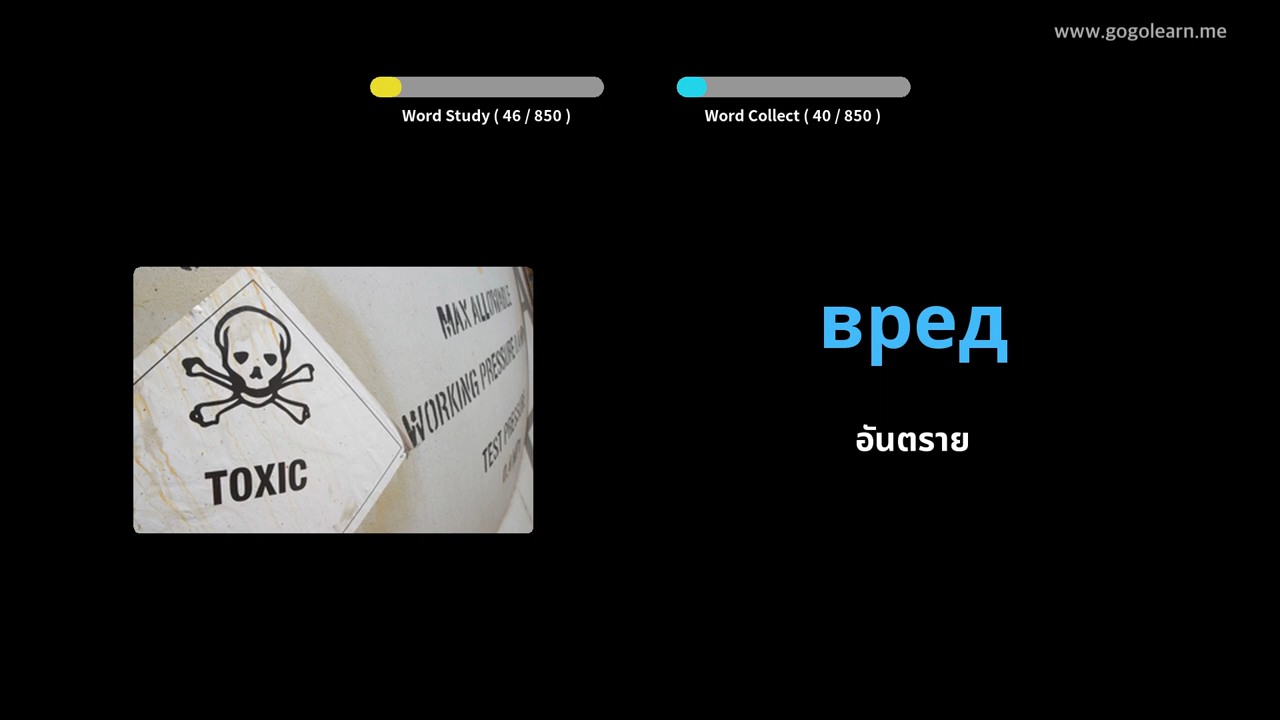 www.gogolearn.me
Word Study ( 46 / 850 )
Word Collect ( 40 / 850 )
TOXIC
MAX ALLOWABLE
WORKING PRESSURE
TEST PRESSURE
вред
อันตราย